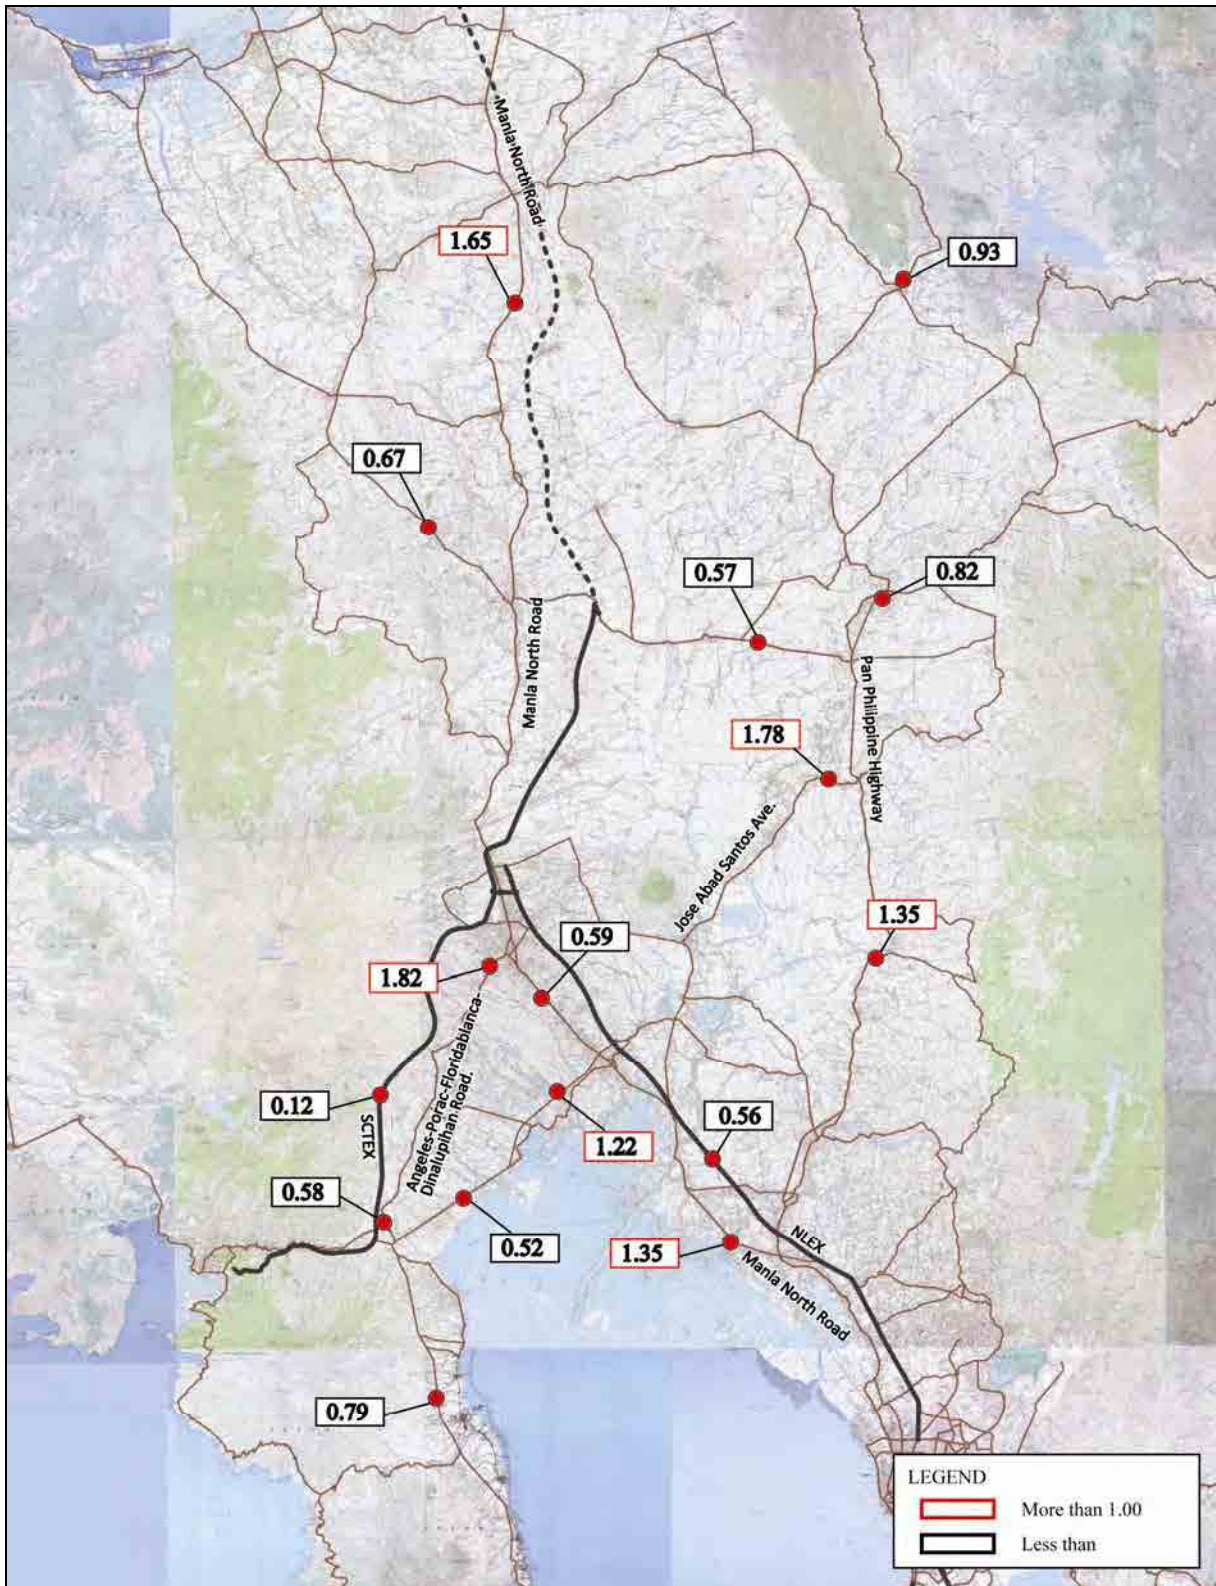 Manla North Road
1.65
0.93
0.67
0.57
0.82
Manla North Road
Pan Philippine Highway
1.78
Jose Abad Santos Ave.
1.35
0.59
1.82
Angeles-Porac-Floridablanca-
Dinalupihan Road.
0.12
SCTEX
0.56
1.22
0.58
0.52
1.35
NLEX
Manla North Road
0.79
LEGEND
More than 1.00
Less than